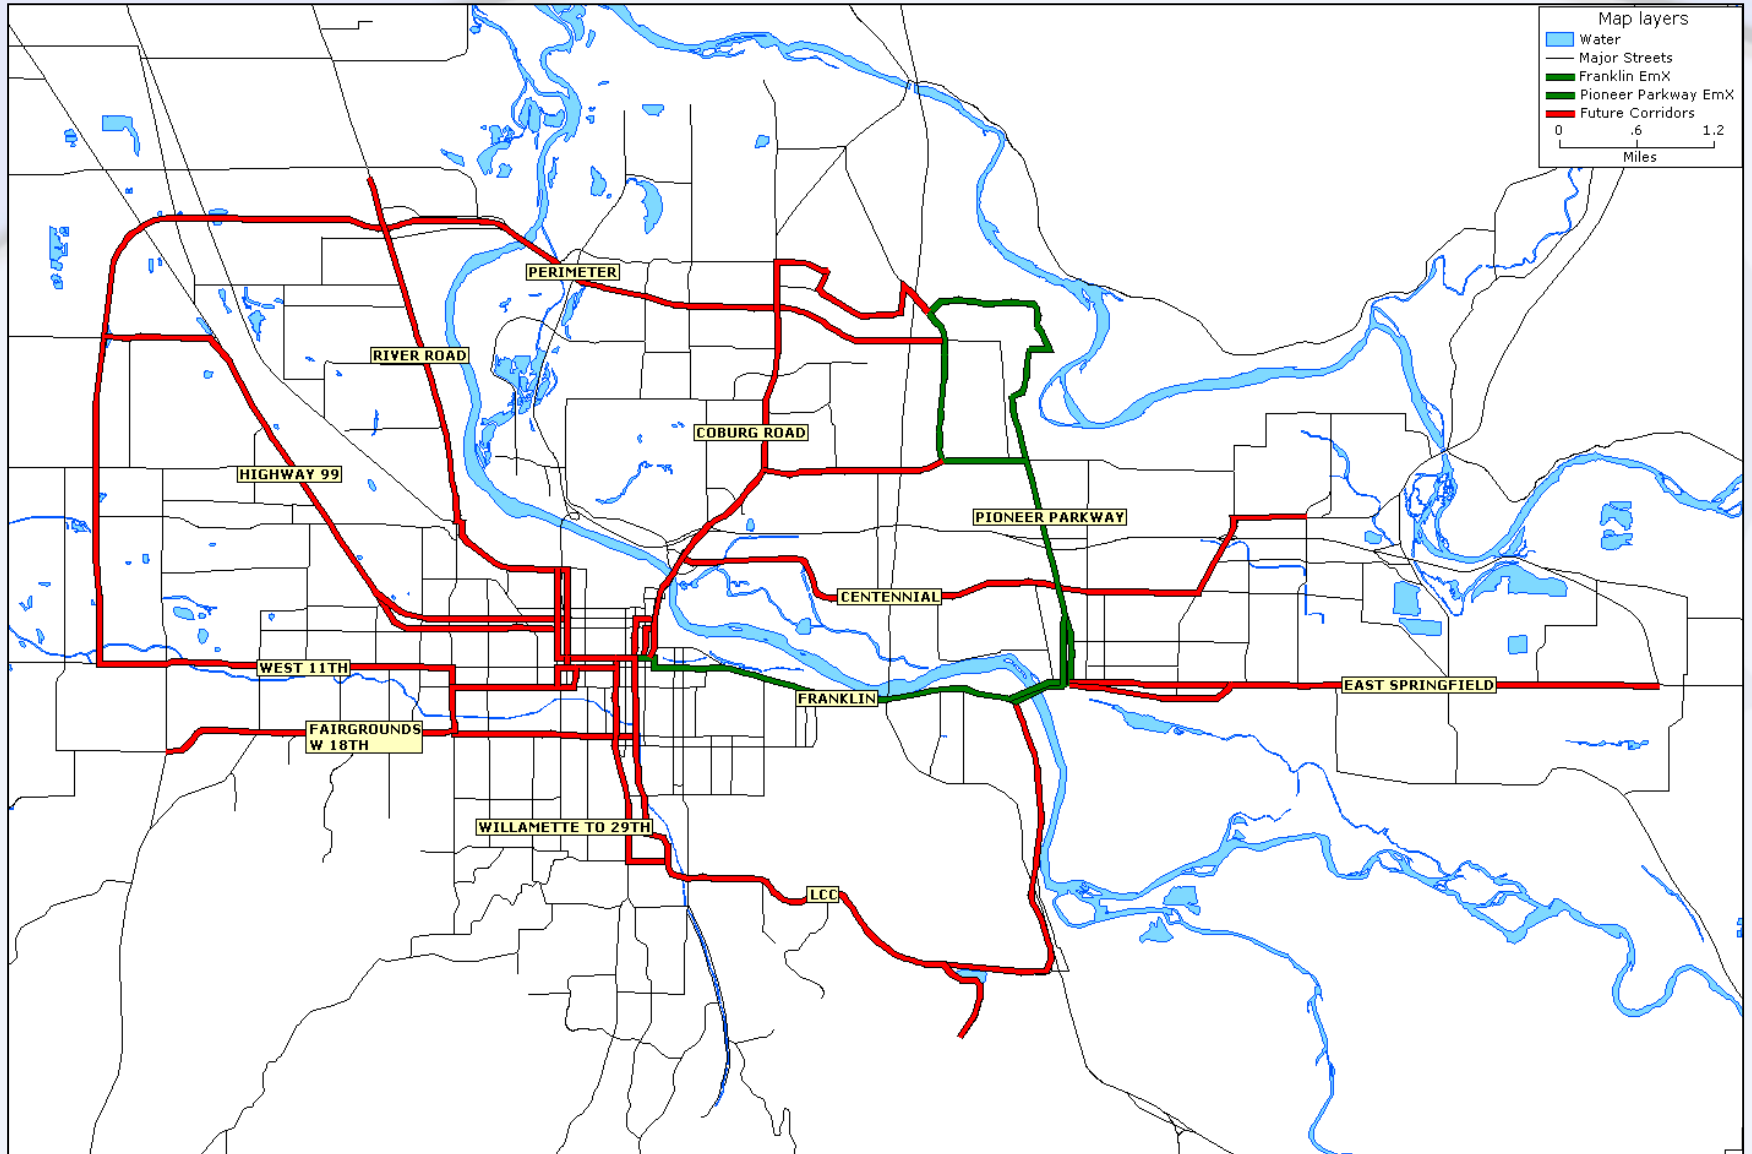 Map layers
Water
Major Streets
Franklin EmX
Pioneer Parkway EmX
Future Corridors
0 .6 1.2
Miles
PERIMETER
RIVER ROAD
COBURG ROAD
HIGHWAY 99
PIONEER PARKWAY
CENTENNIAL
WEST 11TH
EAST SPRINGFIELD
FRANKLIN
FAIRGROUNDS
W 18TH
WILLAMETTE TO 29TH
LCC